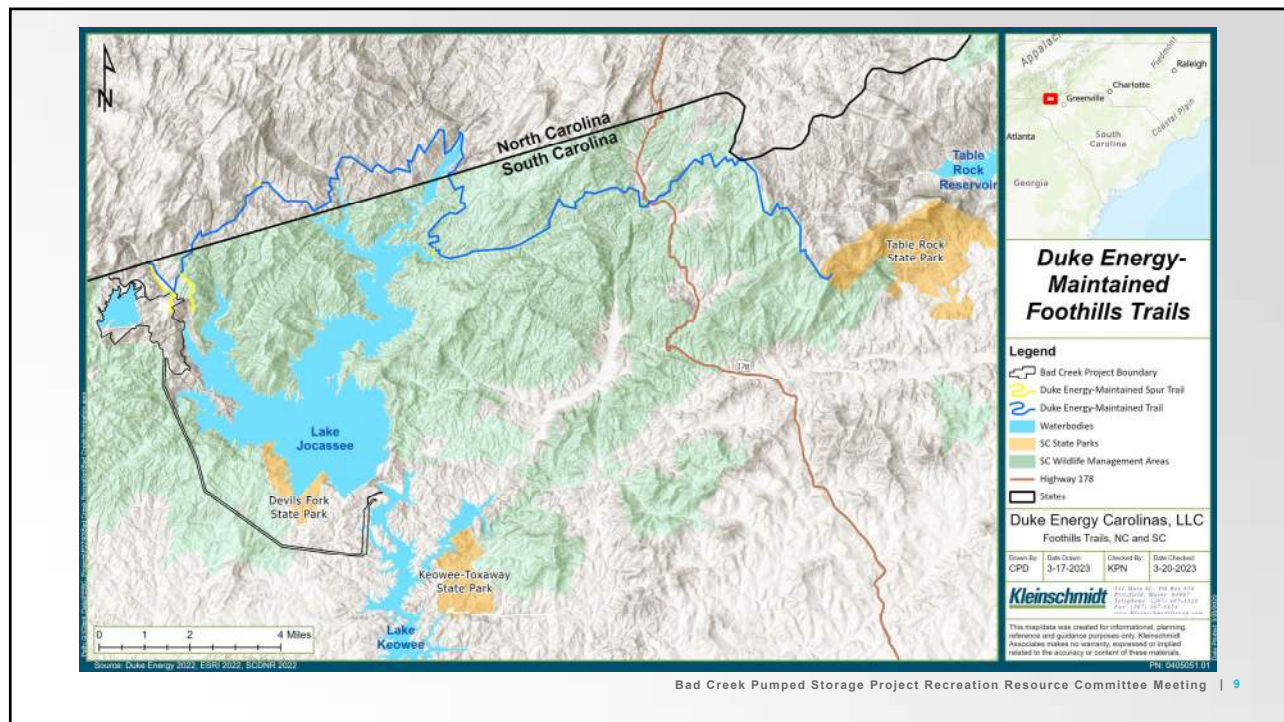 N
North Carolina
South Carolina
Table
Rock
Reservoir
Table Rock
State Park
178
Lake
Jocassee
Devils Fork
State Park
Keowee-Toxaway
State Park
Lake
Keowee
0 1 2 4 Miles
Source: Duke Energy 2022, ESRI 2022, SCDNR 2022
Appalac
Piedmont
Raleigh
Charlotte
Greenville
Coastal Plain
Atlanta
South
Carolina
Georgia
Duke Energy-
Maintained
Foothills Trails
Legend
Bad Creek Project Boundary
Duke Energy-Maintained Spur Trail
Duke Energy-Maintained Trail
Waterbodies
SC State Parks
SC Wildlife Management Areas
Highway 178
States
Duke Energy Carolinas, LLC
Foothills Trails, NC and SC
Drawn By: Date Drawn: Checked By: Date Checked:
CPD 3-17-2023 KPN 3-20-2023
Kleinschmidt
This map/data was created for informational, planning,
reference and guidance purposes only. Kleinschmidt
Associates makes no warranty, expressed or implied
related to the accuracy or content of these materials.
PN: 0405051.01
Bad Creek Pumped Storage Project Recreation Resource Committee Meeting | 9